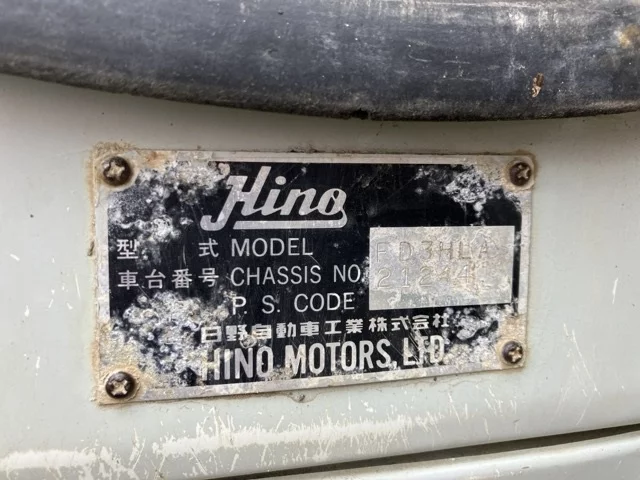 Hino
型 式 MODEL FD3HLA
車台番号 CHASSIS NO.
P. S. CODE
日野自動車工業株式会社
HINO MOTORS, LTD.